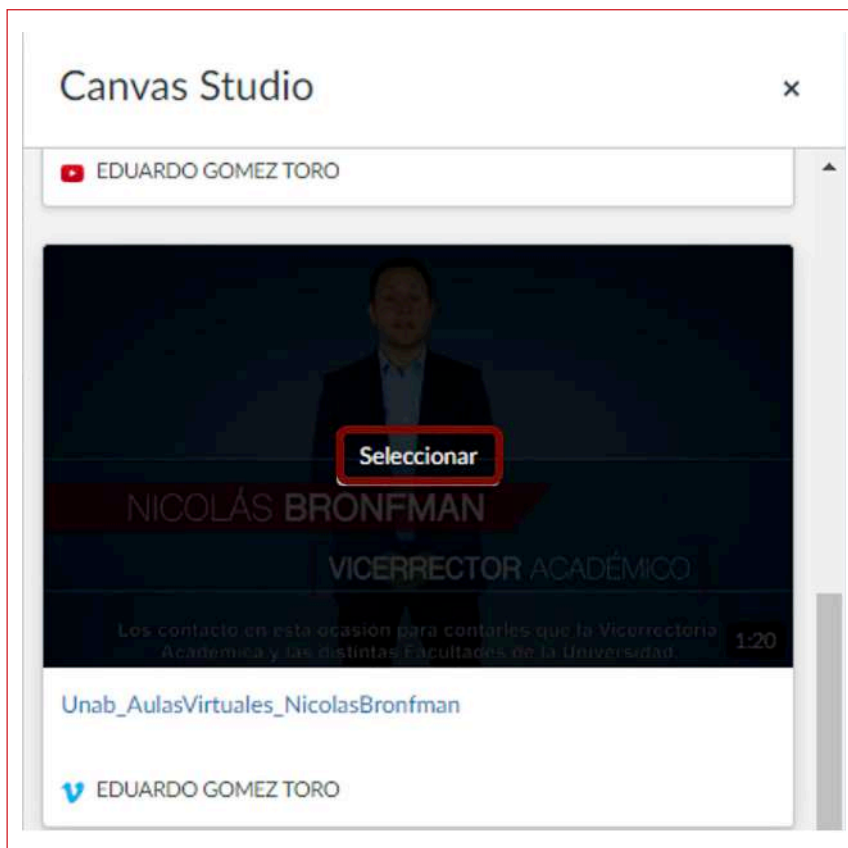 Canvas Studio ×
EDUARDO GOMEZ TORO
Seleccionar
NICOLÁS BRONFMAN
VICERRECTOR ACADÉMICO
Los contacto en esta ocasión para contarles que la Vicerrectoría
Académica y las distintas Facultades de la Universidad
1:20
Unab_AulasVirtuales_NicolasBronfman
EDUARDO GOMEZ TORO